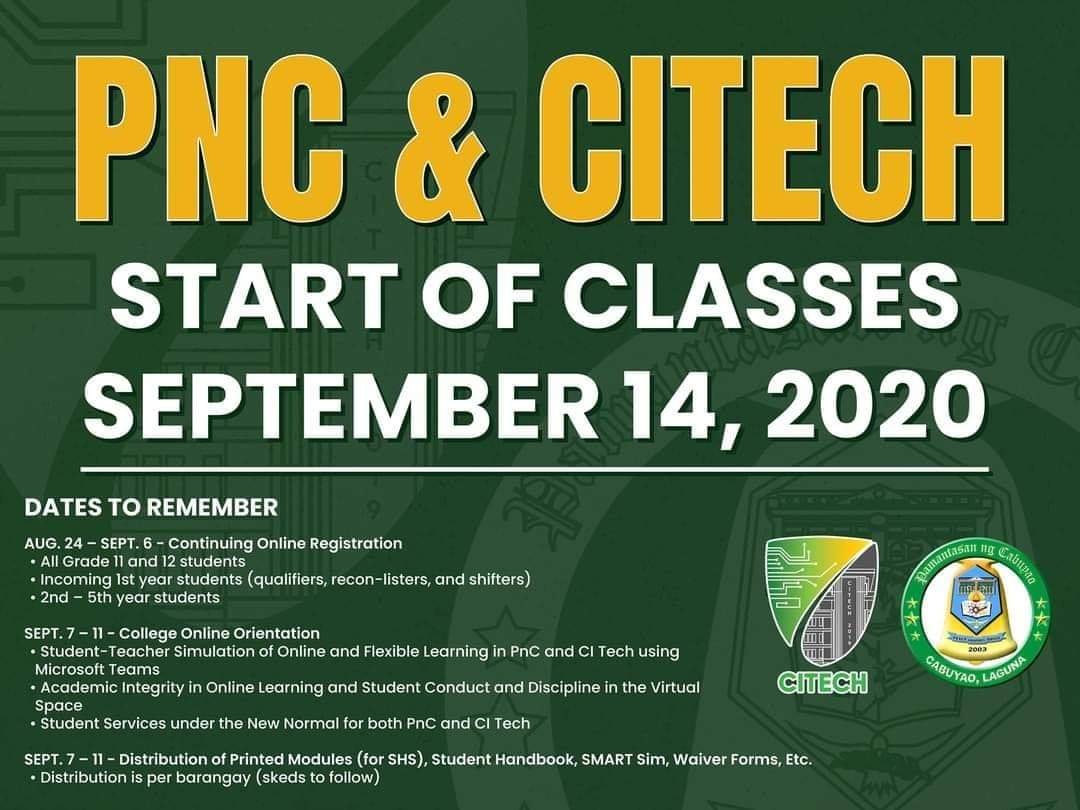 PNC & CITECH
START OF CLASSES
SEPTEMBER 14, 2020
DATES TO REMEMBER
AUG. 24 – SEPT. 6 - Continuing Online Registration
• All Grade 11 and 12 students
• Incoming 1st year students (qualifiers, recon-listers, and shifters)
• 2nd – 5th year students
SEPT. 7 – 11 - College Online Orientation
• Student-Teacher Simulation of Online and Flexible Learning in PnC and CI Tech using
Microsoft Teams
• Academic Integrity in Online Learning and Student Conduct and Discipline in the Virtual
Space
• Student Services under the New Normal for both PnC and CI Tech
SEPT. 7 – 11 - Distribution of Printed Modules (for SHS), Student Handbook, SMART Sim, Waiver Forms, Etc.
• Distribution is per barangay (skeds to follow)
CITECH 2019
CITECH
Pamantasan ng Cabuyao
2003
CABUYAO, LAGUNA